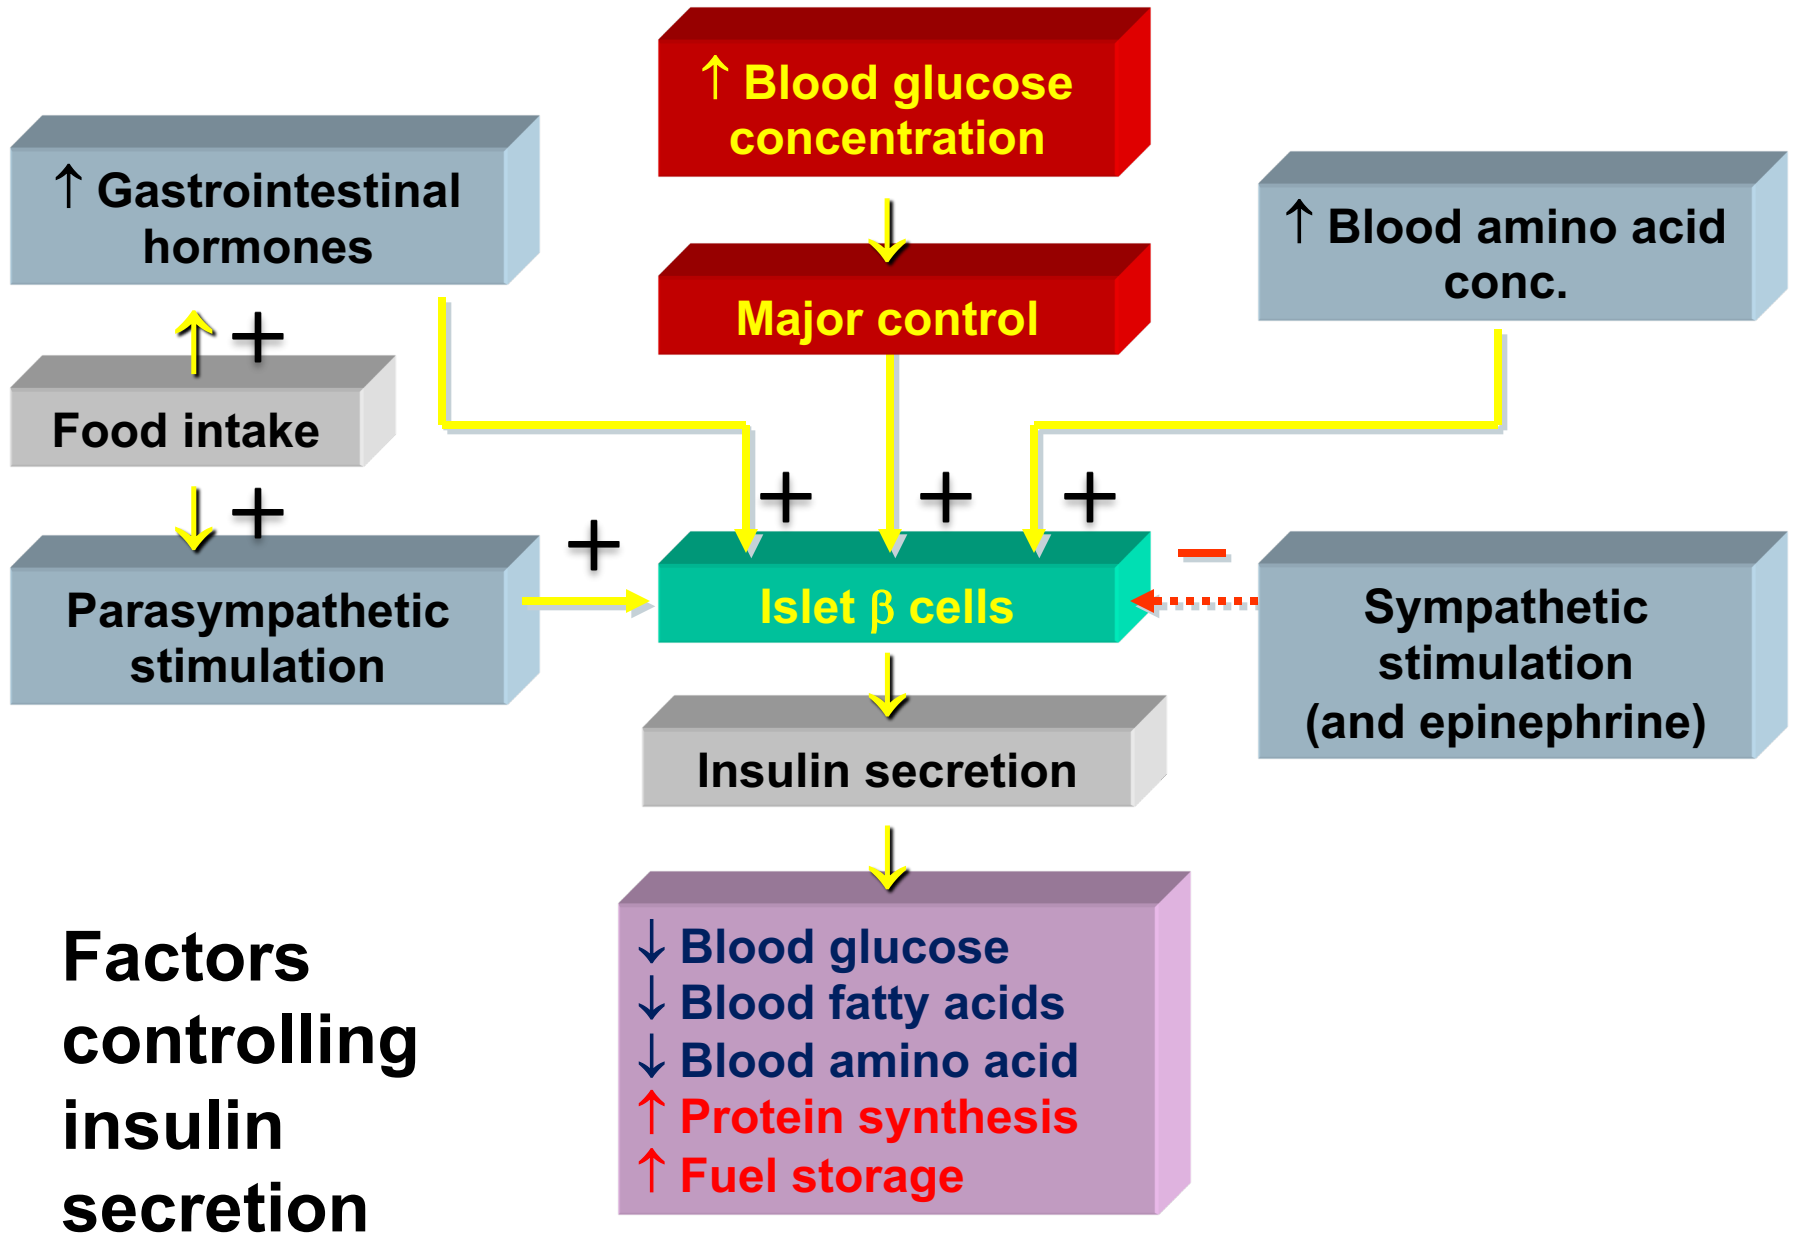 ↑ Blood glucose
concentration
↑ Gastrointestinal
hormones
↑ Blood amino acid
conc.
Major control
+
Food intake
+
+
+
+
+
–
Parasympathetic
stimulation
Islet β cells
Sympathetic
stimulation
(and epinephrine)
Insulin secretion
↓ Blood glucose
↓ Blood fatty acids
↓ Blood amino acid
↑ Protein synthesis
↑ Fuel storage
Factors
controlling
insulin
secretion